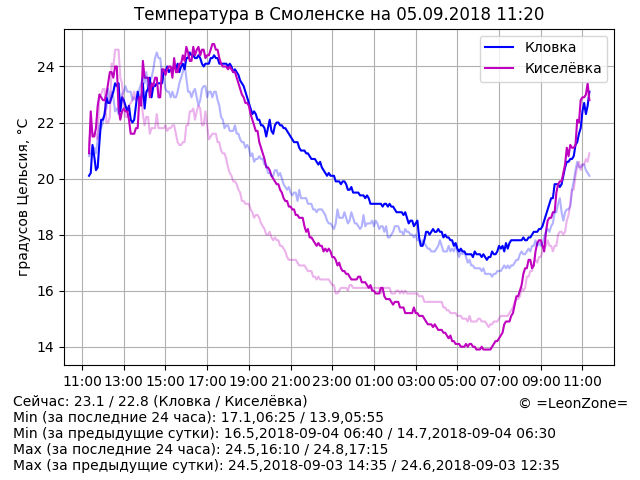 Температура в Смоленске на 05.09.2018 11:20
Кловка
Киселёвка
градусов Цельсия, °C
24
22
20
18
16
14
11:00 13:00 15:00 17:00 19:00 21:00 23:00 01:00 03:00 05:00 07:00 09:00 11:00
Сейчас: 23.1 / 22.8 (Кловка / Киселёвка)
© =LeonZone=
Min (за последние 24 часа): 17.1,06:25 / 13.9,05:55
Min (за предыдущие сутки): 16.5,2018-09-04 06:40 / 14.7,2018-09-04 06:30
Max (за последние 24 часа): 24.5,16:10 / 24.8,17:15
Max (за предыдущие сутки): 24.5,2018-09-03 14:35 / 24.6,2018-09-03 12:35